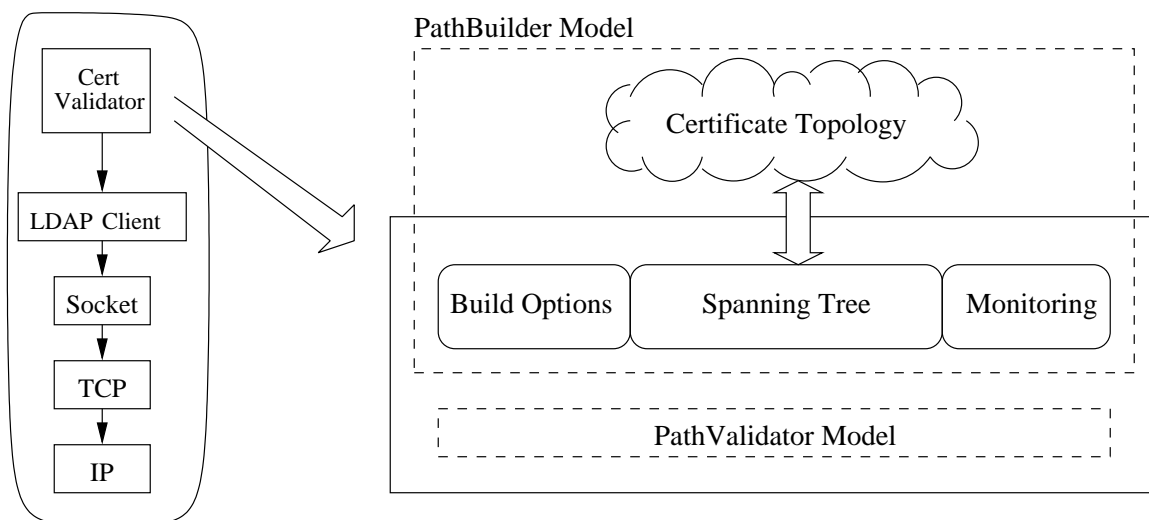 Cert
Validator
LDAP Client
Socket
TCP
IP
PathBuilder Model
Certificate Topology
Build Options
Spanning Tree
Monitoring
PathValidator Model